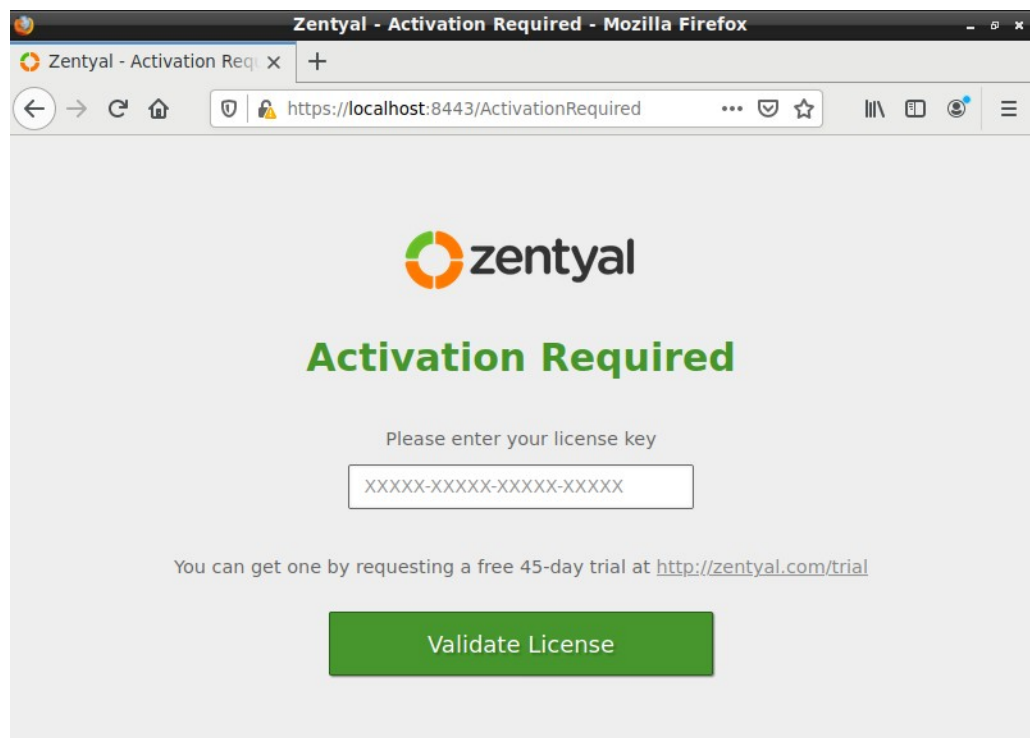 Zentyal - Activation Required - Mozilla Firefox
Zentyal - Activation Req
https://localhost:8443/ActivationRequired
zentyal
Activation Required
Please enter your license key
XXXXX-XXXXX-XXXXX-XXXXX
You can get one by requesting a free 45-day trial at http://zentyal.com/trial
Validate License